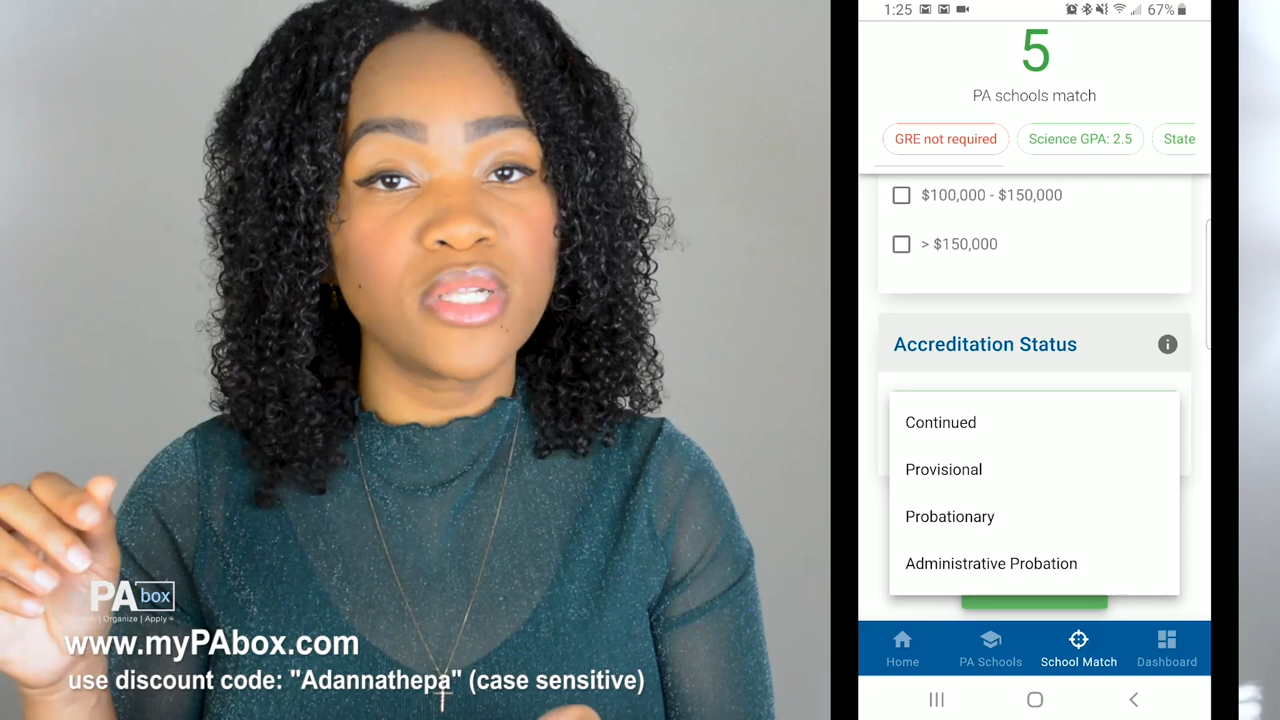 PA box
| Organize | Apply
www.myPAbox.com
use discount code: "Adannathepa" (case sensitive)
1:25
67%
5
PA schools match
GRE not required
Science GPA: 2.5
State
$100,000 - $150,000
> $150,000
Accreditation Status
Continued
Provisional
Probationary
Administrative Probation
Home
PA Schools
School Match
Dashboard